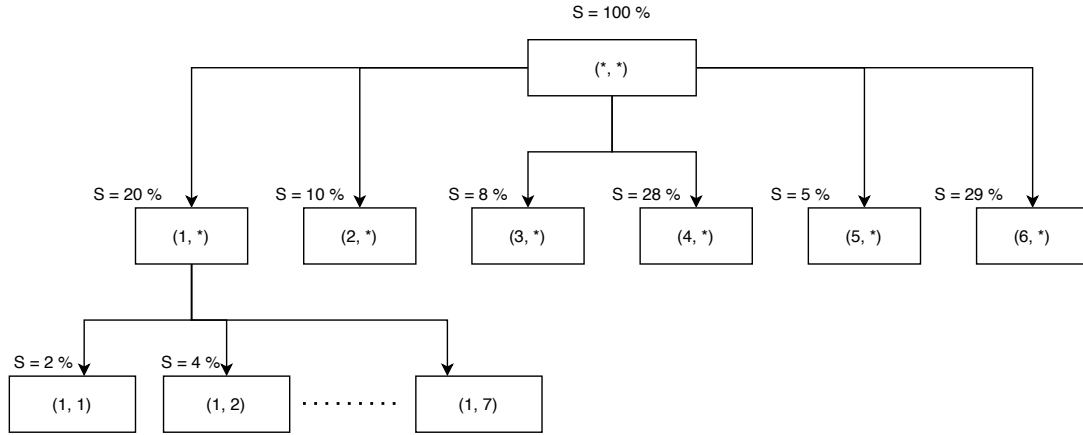 S = 100 %
(*, *)
S = 20 %
S = 10 %
S = 8 %
S = 28 %
S = 5 %
S = 29 %
(1, *)
(2, *)
(3, *)
(4, *)
(5, *)
(6, *)
S = 2 %
S = 4 %
(1, 1)
(1, 2)
(1, 7)